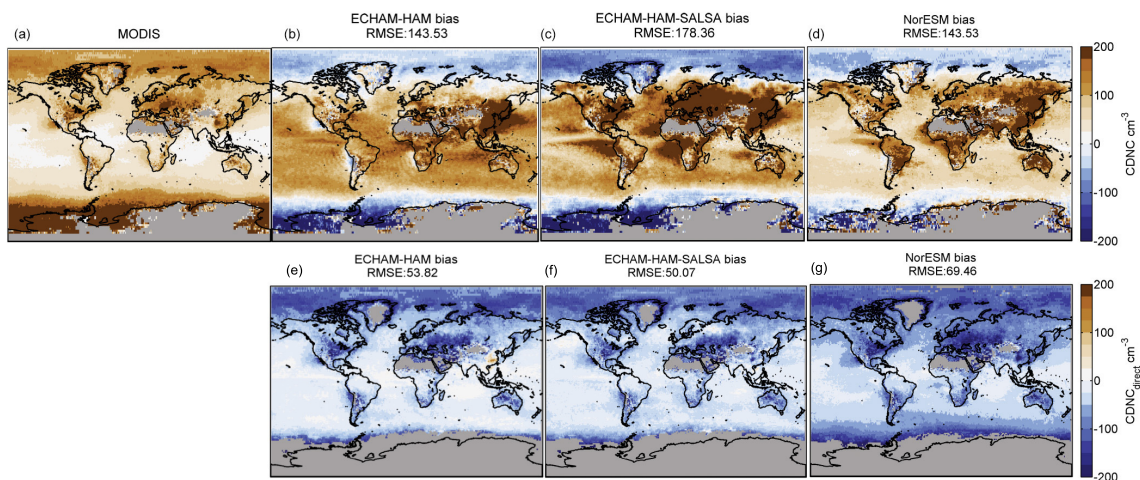 (a)
MODIS
(b)
ECHAM-HAM bias
RMSE:143.53
(c)
ECHAM-HAM-SALSA bias
RMSE:178.36
(d)
NorESM bias
RMSE:143.53
200
100
0
-100
-200
CDNC cm-3
(e)
ECHAM-HAM bias
RMSE:53.82
(f)
ECHAM-HAM-SALSA bias
RMSE:50.07
(g)
NorESM bias
RMSE:69.46
200
100
0
-100
-200
CDNCdirect cm-3